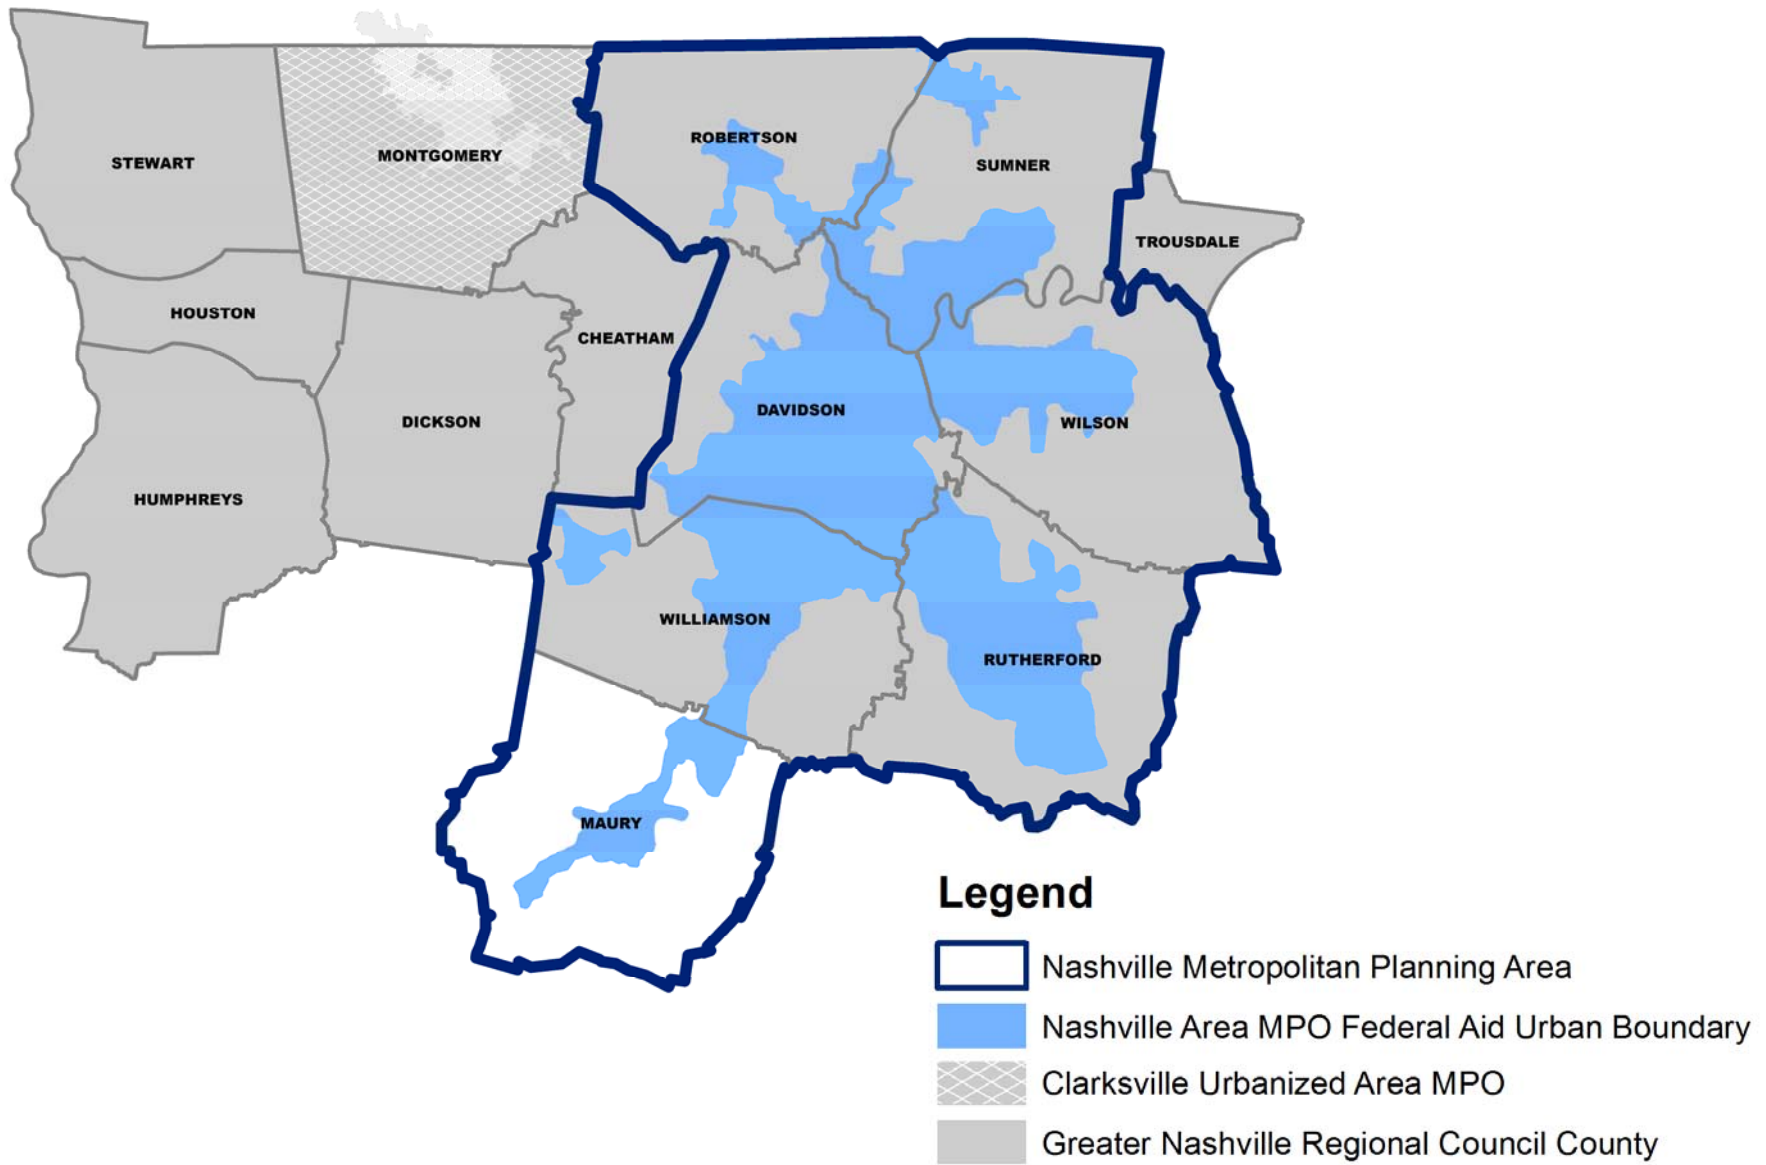 ROBERTSON
MONTGOMERY
STEWART
SUMNER
TROUSDALE
HOUSTON
CHEATHAM
DAVIDSON
DICKSON
WILSON
HUMPHREYS
WILLIAMSON
RUTHERFORD
MAURY
Legend
Nashville Metropolitan Planning Area
Nashville Area MPO Federal Aid Urban Boundary
Clarksville Urbanized Area MPO
Greater Nashville Regional Council County